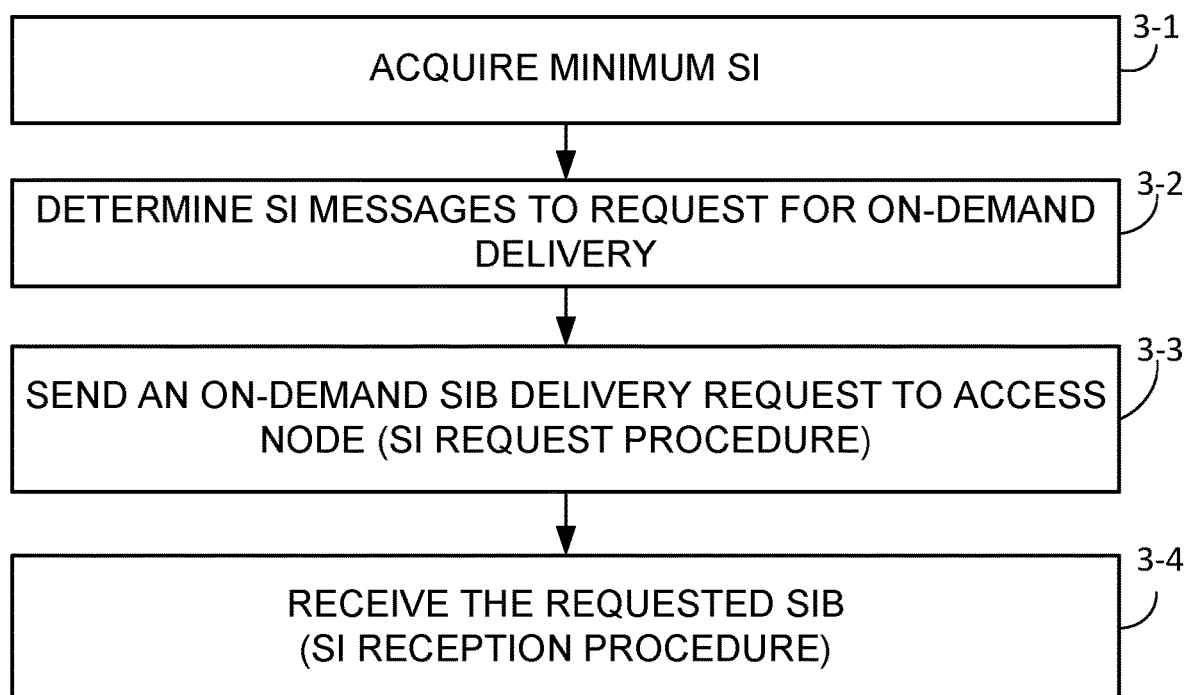 3-1
ACQUIRE MINIMUM SI
3-2
DETERMINE SI MESSAGES TO REQUEST FOR ON-DEMAND
DELIVERY
3-3
SEND AN ON-DEMAND SIB DELIVERY REQUEST TO ACCESS
NODE (SI REQUEST PROCEDURE)
3-4
RECEIVE THE REQUESTED SIB
(SI RECEPTION PROCEDURE)